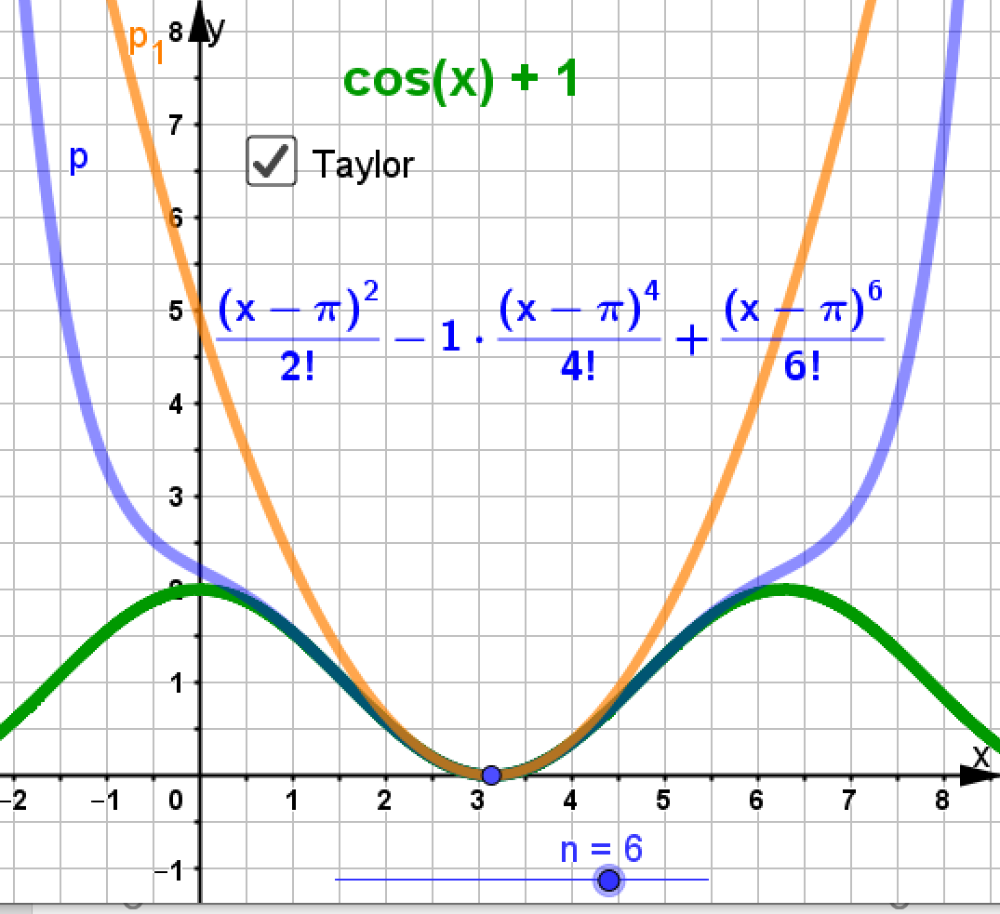 p₁
8 y
cos(x) + 1
7
p
Taylor
6
5
(x − π)²/2! − 1 · (x − π)⁴/4! + (x − π)⁶/6!
4
3
2
1
x
−2 −1 0 1 2 3 4 5 6 7 8
n = 6
−1